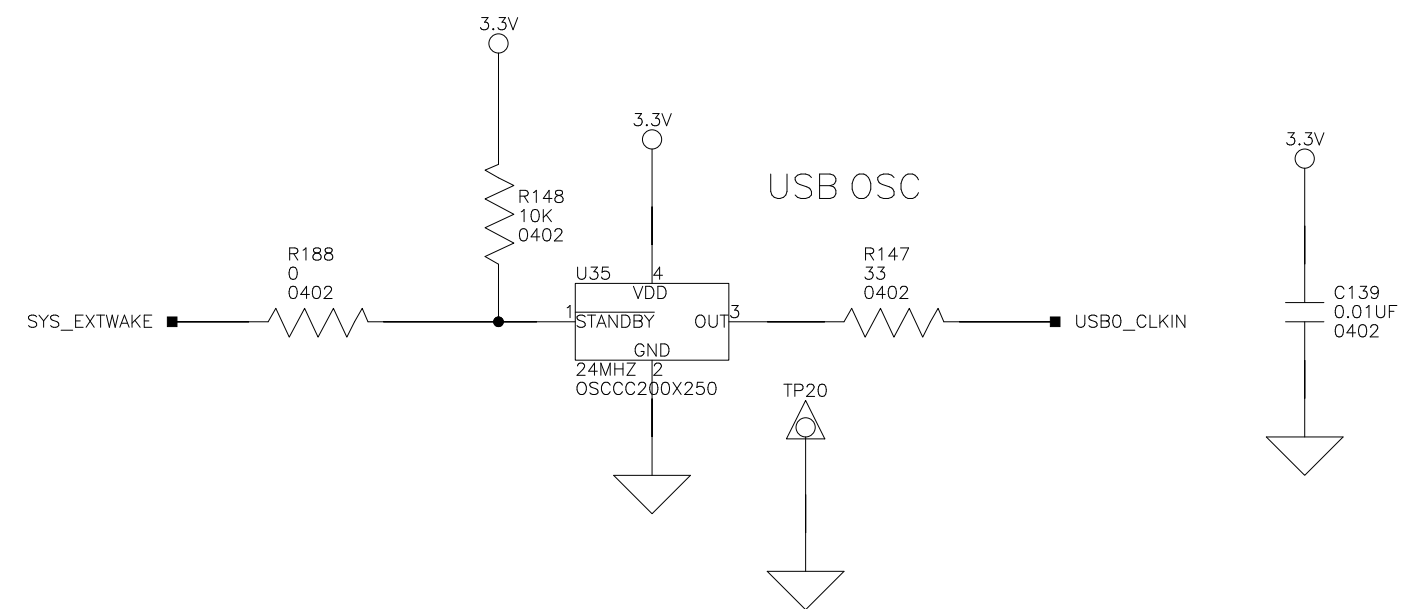 3.3V
3.3V
3.3V
USB OSC
R148
10K
0402
R188
0
0402
R147
33
0402
U35
4
VDD
C139
0.01UF
0402
SYS_EXTWAKE
1
STANDBY
OUT
3
USB0_CLKIN
GND
24MHZ
2
OSCCC200X250
TP20